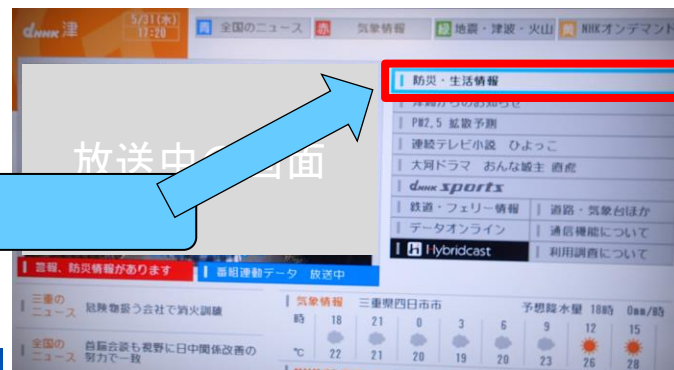 dNHK 津
5/31(水)
17:20
青 全国のニュース 赤 気象情報 緑 地震・津波・火山 黄 NHKオンデマンド
防災・生活情報
PM2.5 拡散予測
連続テレビ小説 ひよっこ
大河ドラマ おんな城主 直虎
dNHK sports
鉄道・フェリー情報 道路・気象台ほか
データオンライン 通信機能について
Hybridcast 利用調査について
放送中 画面
警報、防災情報があります 番組連動データ 放送中
三重の
ニュース 危険物扱う会社で消火訓練
全国の
ニュース 首脳会談も視野に日中関係改善の
努力で一致
気象情報 三重県四日市市 予想降水量 18時 0mm/時
時 18 21 0 3 6 9 12 15
℃ 22 21 20 19 20 23 26 28